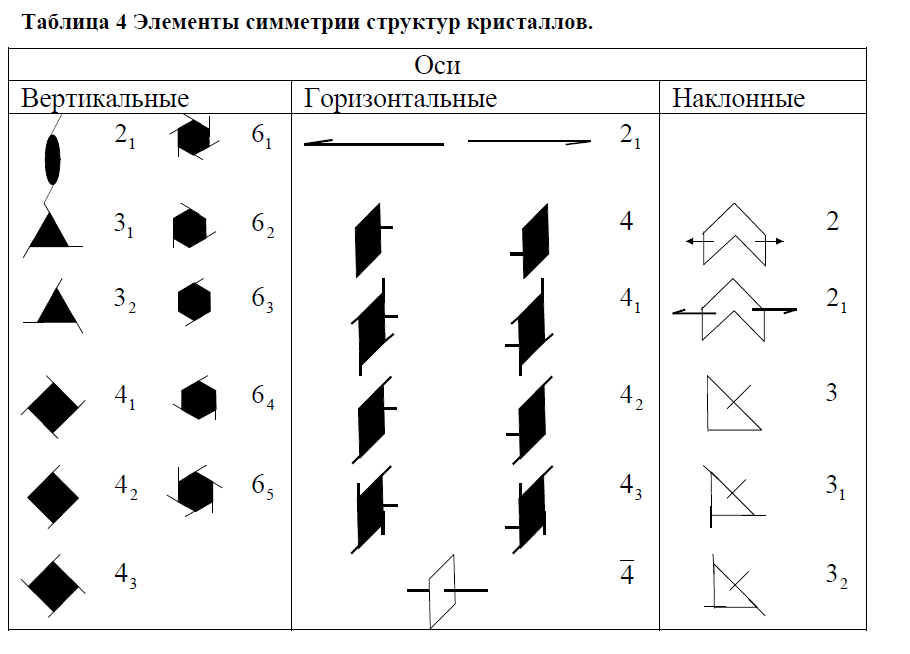 Таблица 4 Элементы симметрии структур кристаллов.
Оси
Вертикальные Горизонтальные Наклонные
2₁ 6₁ 2₁
3₁ 6₂ 4 2
3₂ 6₃ 4₁ 2₁
4₁ 6₄ 4₂ 3
4₂ 6₅ 4₃ 3₁
4₃ 4̅ 3₂